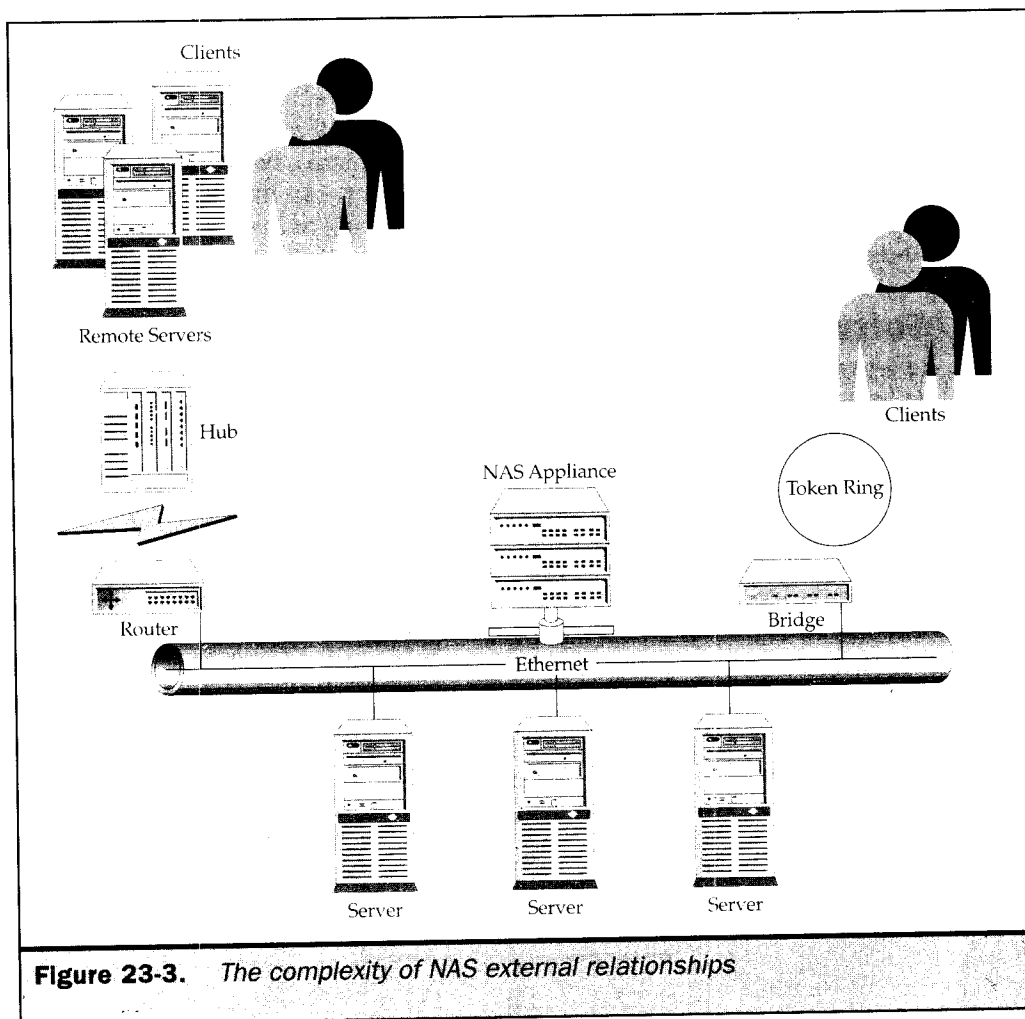 Clients
Remote Servers
Hub
Clients
NAS Appliance
Token Ring
Router
Bridge
Ethernet
Server
Server
Server
Figure 23-3. The complexity of NAS external relationships